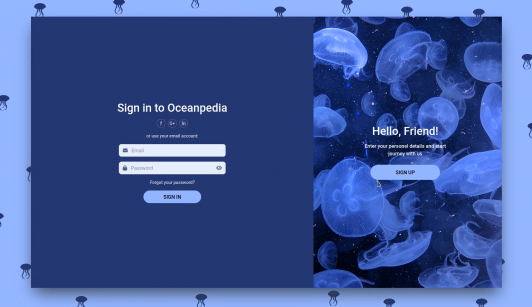 Sign in to Oceanpedia
f G+ in
or use your email account
Email
Password
Forgot your password?
SIGN IN
Hello, Friend!
Enter your personal details and start
journey with us
SIGN UP